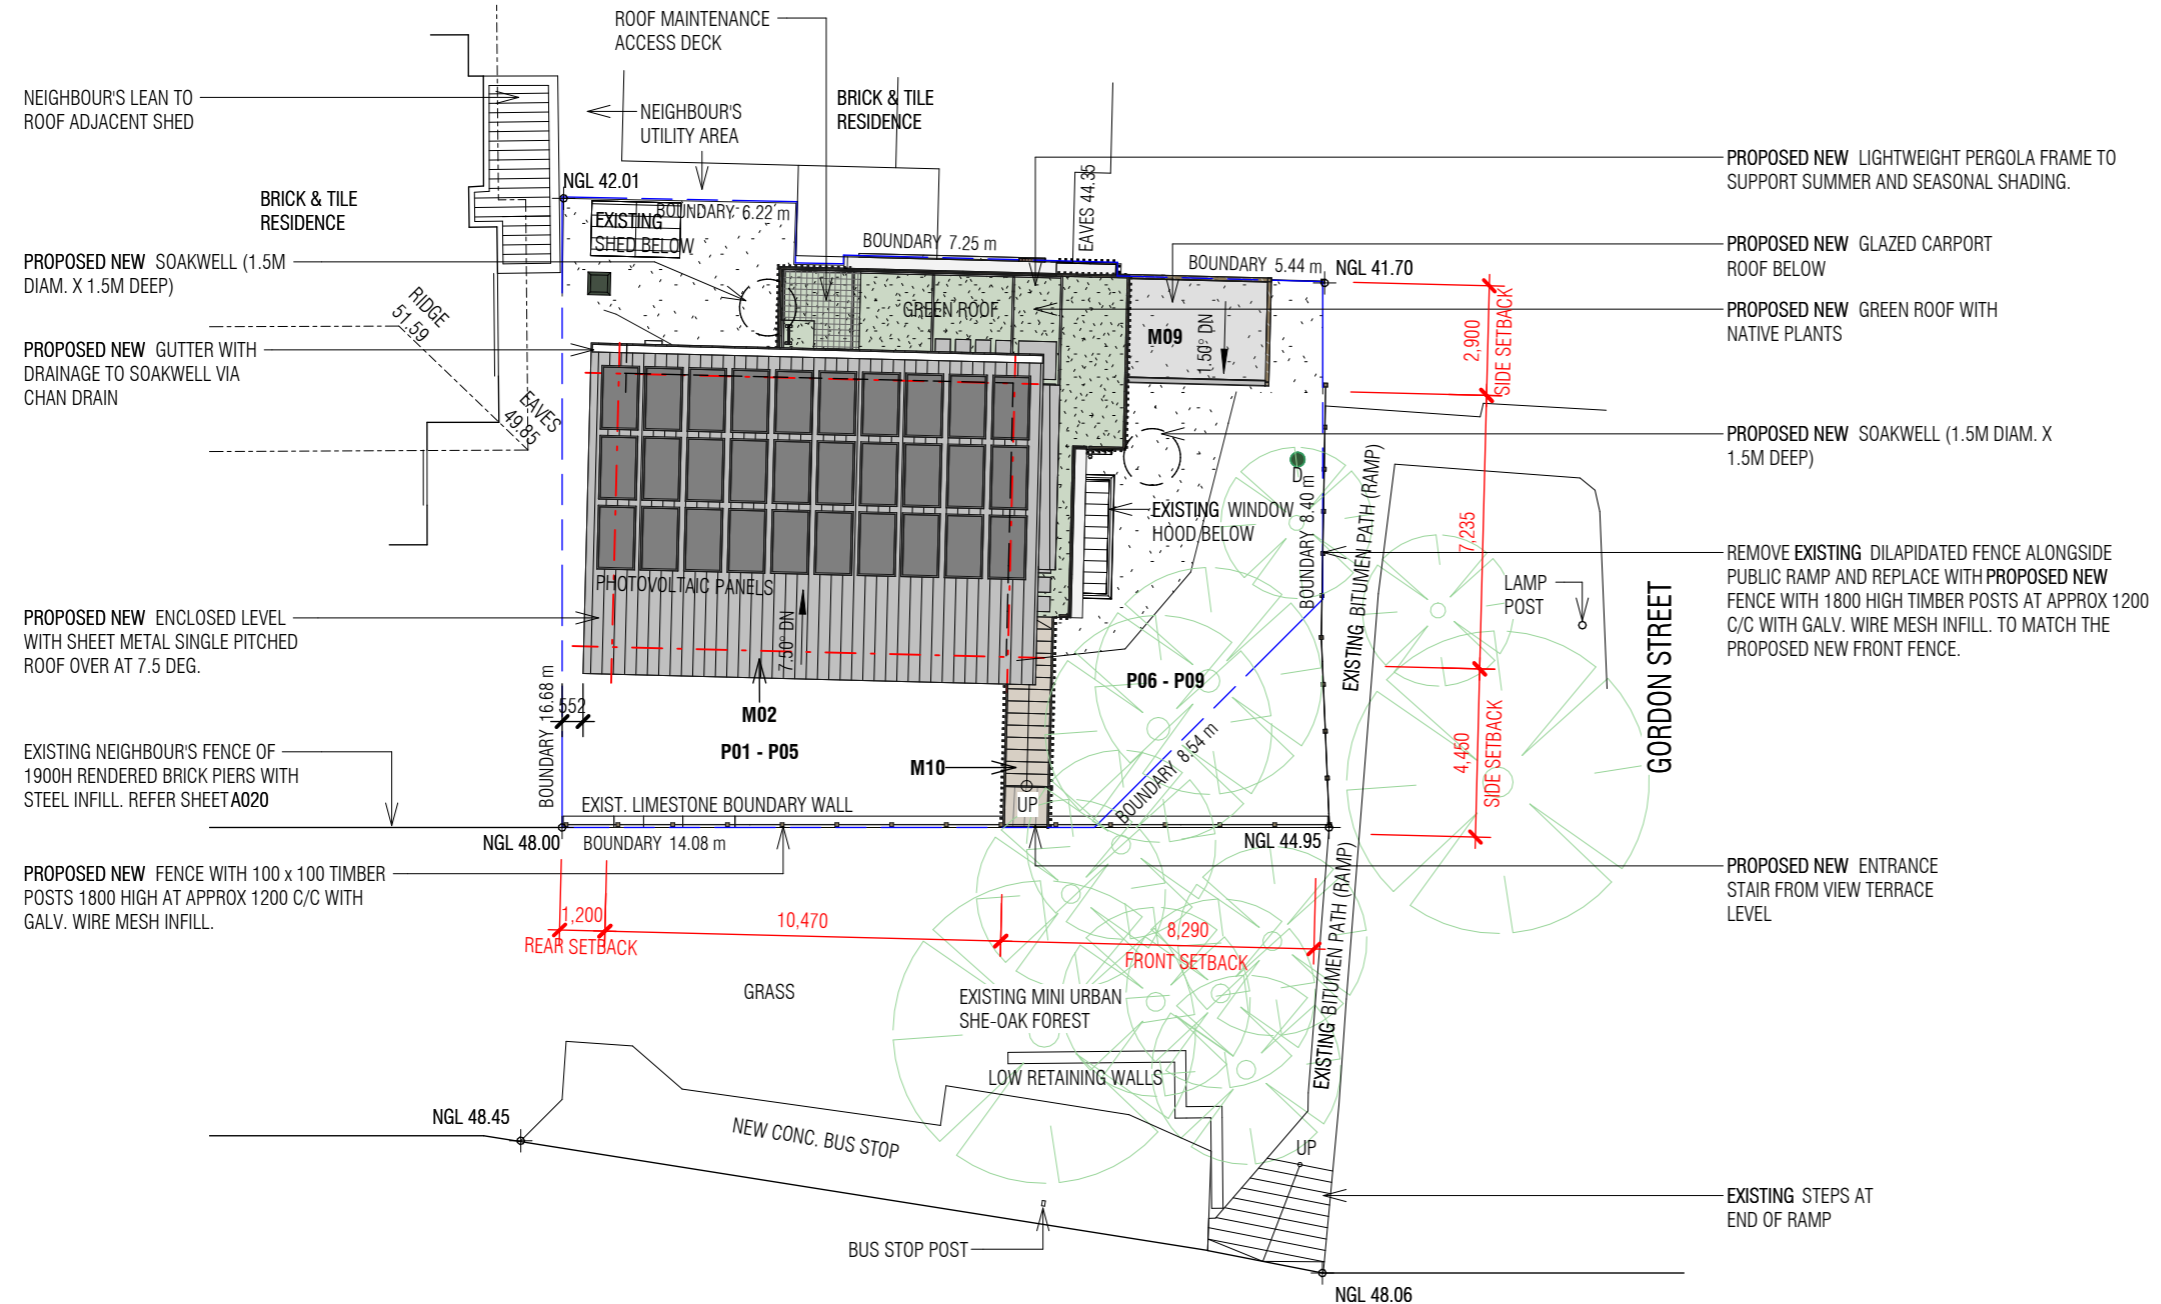 ROOF MAINTENANCE
ACCESS DECK
NEIGHBOUR'S LEAN TO
ROOF ADJACENT SHED
NEIGHBOUR'S
UTILITY AREA
BRICK & TILE
RESIDENCE
BRICK & TILE
RESIDENCE
NGL 42.01
BOUNDARY 6.22 m
EXISTING
SHED BELOW
BOUNDARY 7.25 m
EAVES 44.35
BOUNDARY 5.44 m
NGL 41.70
PROPOSED NEW LIGHTWEIGHT PERGOLA FRAME TO
SUPPORT SUMMER AND SEASONAL SHADING.
PROPOSED NEW GLAZED CARPORT
ROOF BELOW
PROPOSED NEW GREEN ROOF WITH
NATIVE PLANTS
PROPOSED NEW SOAKWELL (1.5M DIAM. X
1.5M DEEP)
REMOVE EXISTING DILAPIDATED FENCE ALONGSIDE
PUBLIC RAMP AND REPLACE WITH PROPOSED NEW
FENCE WITH 1800 HIGH TIMBER POSTS AT APPROX 1200
C/C WITH GALV. WIRE MESH INFILL. TO MATCH THE
PROPOSED NEW FRONT FENCE.
PROPOSED NEW ENTRANCE
STAIR FROM VIEW TERRACE
LEVEL
EXISTING STEPS AT
END OF RAMP
PROPOSED NEW SOAKWELL (1.5M
DIAM. X 1.5M DEEP)
RIDGE
51.59
EAVES
49.85
PROPOSED NEW GUTTER WITH
DRAINAGE TO SOAKWELL VIA
CHAN DRAIN
PROPOSED NEW ENCLOSED LEVEL
WITH SHEET METAL SINGLE PITCHED
ROOF OVER AT 7.5 DEG.
EXISTING NEIGHBOUR'S FENCE OF
1900H RENDERED BRICK PIERS WITH
STEEL INFILL. REFER SHEET A020
PROPOSED NEW FENCE WITH 100 x 100 TIMBER
POSTS 1800 HIGH AT APPROX 1200 C/C WITH
GALV. WIRE MESH INFILL.
GREEN ROOF
M09
1.50° DN
2,900
SIDE SETBACK
D
EXISTING WINDOW
HOOD BELOW
BOUNDARY 8.40 m
EXISTING BITUMEN PATH (RAMP)
7,235
LAMP
POST
GORDON STREET
PHOTOVOLTAIC PANELS
7.50° DN
BOUNDARY 16.68 m
552
M02
P01 - P05
P06 - P09
M10
BOUNDARY 8.54 m
4,450
SIDE SETBACK
UP
EXIST. LIMESTONE BOUNDARY WALL
NGL 48.00
BOUNDARY 14.08 m
NGL 44.95
EXISTING BITUMEN PATH (RAMP)
1,200
REAR SETBACK
10,470
8,290
FRONT SETBACK
GRASS
EXISTING MINI URBAN
SHE-OAK FOREST
LOW RETAINING WALLS
NGL 48.45
NEW CONC. BUS STOP
UP
BUS STOP POST
NGL 48.06